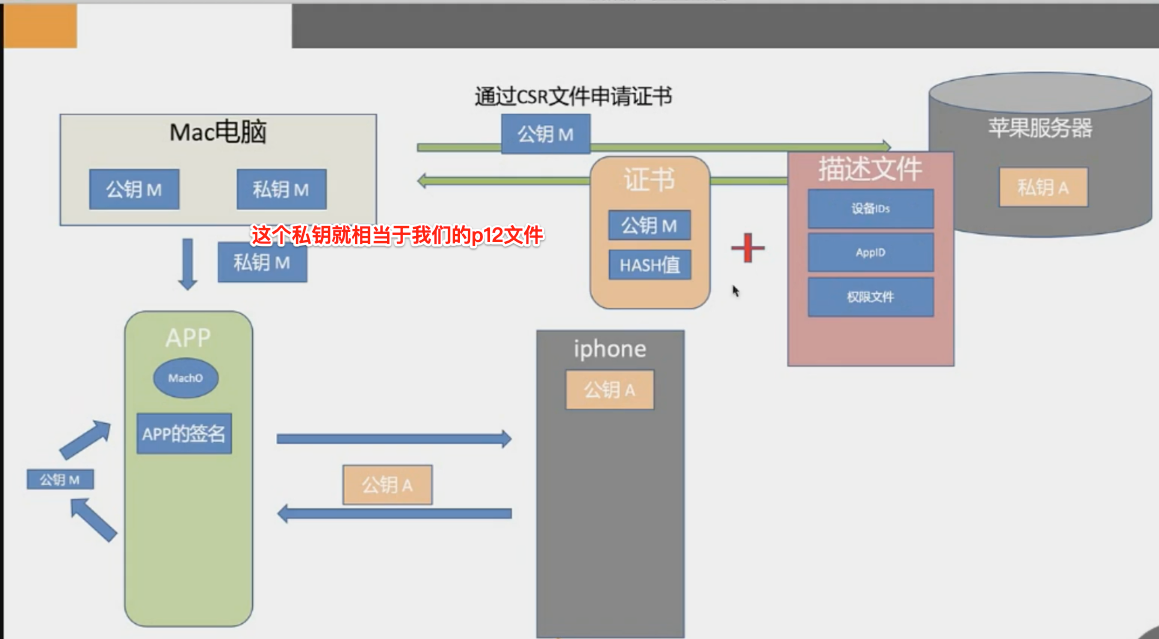 通过CSR文件申请证书
公钥 M
Mac电脑
公钥 M
私钥 M
苹果服务器
私钥 A
证书
公钥 M
HASH值
描述文件
设备IDs
AppID
权限文件
这个私钥就相当于我们的p12文件
私钥 M
APP
MachO
APP的签名
公钥 M
iphone
公钥 A
公钥 A